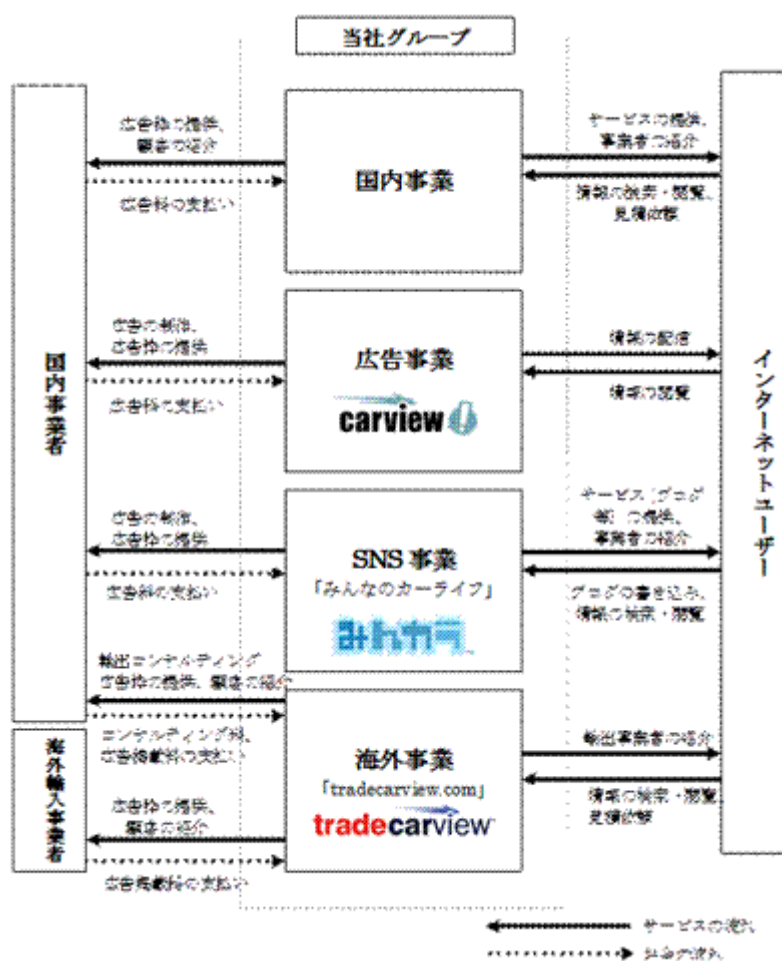 当社グループ
広告枠の提供、
顧客の紹介
広告料の支払い
国内事業
サービスの提供、
事業者の紹介
情報の検索・閲覧、
見積依頼
国内事業者
インターネットユーザー
広告の制作、
広告枠の提供
広告料の支払い
広告事業
carview
情報の配信
情報の閲覧
広告の制作、
広告枠の提供
広告料の支払い
SNS 事業
「みんなのカーライフ」
みんカラ
サービス（ブログ
等）の提供、
事業者の紹介
ブログの書き込み、
情報の検索・閲覧
輸出コンサルティング
広告枠の提供、顧客の紹介
コンサルティング料、
広告掲載料の支払い
海外輸入事業者
広告枠の提供、
顧客の紹介
広告掲載料の支払い
海外事業
「tradecarview.com」
tradecarview
輸出事業者の紹介
情報の検索・閲覧
見積依頼
サービスの流れ